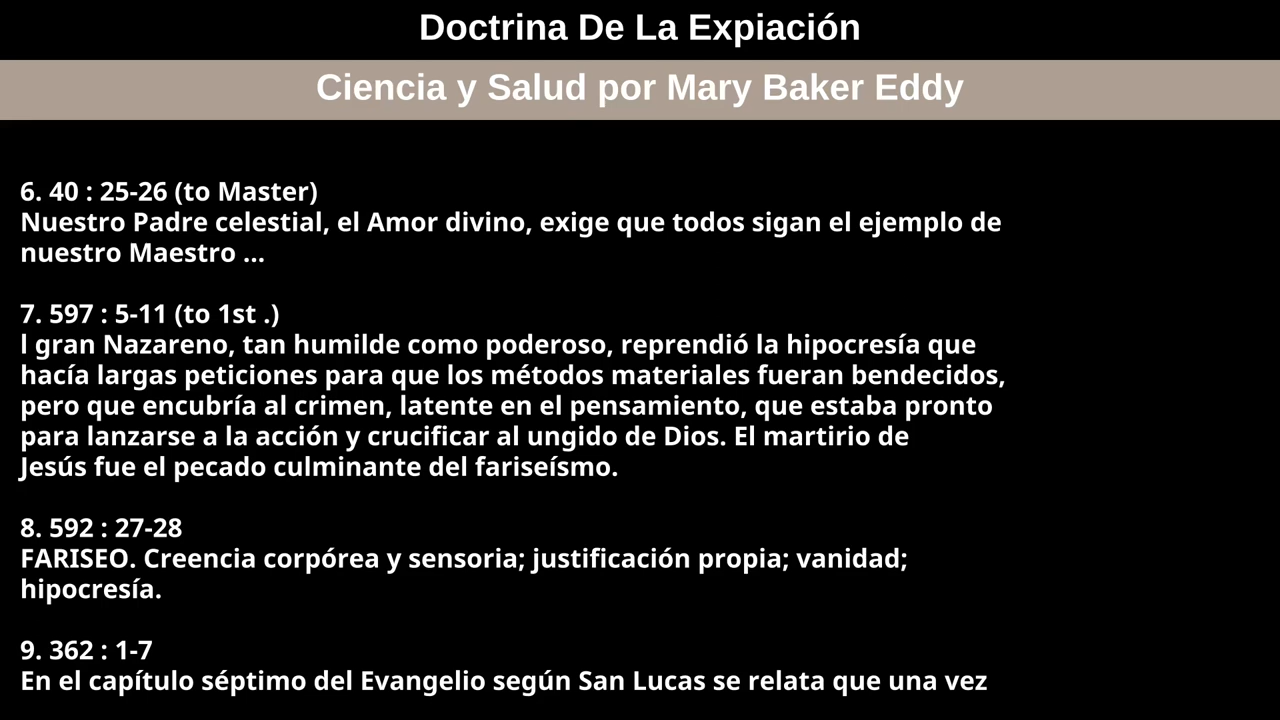 Doctrina De La Expiación
Ciencia y Salud por Mary Baker Eddy
6. 40 : 25-26 (to Master)
Nuestro Padre celestial, el Amor divino, exige que todos sigan el ejemplo de
nuestro Maestro ...
7. 597 : 5-11 (to 1st .)
l gran Nazareno, tan humilde como poderoso, reprendió la hipocresía que
hacía largas peticiones para que los métodos materiales fueran bendecidos,
pero que encubría al crimen, latente en el pensamiento, que estaba pronto
para lanzarse a la acción y crucificar al ungido de Dios. El martirio de
Jesús fue el pecado culminante del fariseísmo.
8. 592 : 27-28
FARISEO. Creencia corpórea y sensoria; justificación propia; vanidad;
hipocresía.
9. 362 : 1-7
En el capítulo séptimo del Evangelio según San Lucas se relata que una vez